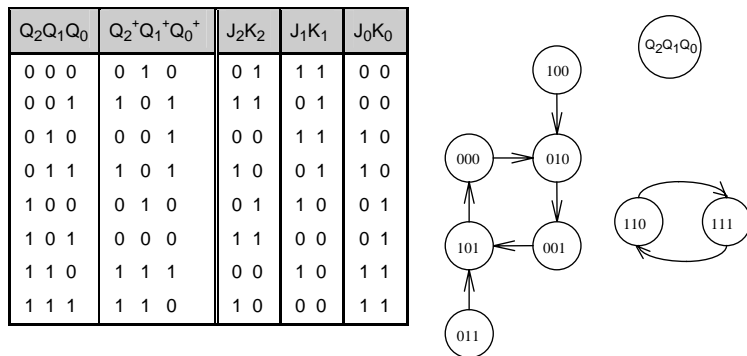 Q2Q1Q0 Q2+Q1+Q0+ J2K2 J1K1 J0K0
0 0 0 0 1 0 0 1 1 1 0 0
0 0 1 1 0 1 1 1 0 1 0 0
0 1 0 0 0 1 0 0 1 1 1 0
0 1 1 1 0 1 1 0 0 1 1 0
1 0 0 0 1 0 0 1 1 0 0 1
1 0 1 0 0 0 1 1 0 0 0 1
1 1 0 1 1 1 0 0 1 0 1 1
1 1 1 1 1 0 1 0 0 0 1 1
Q2Q1Q0
100
000 010
110 111
101 001
011